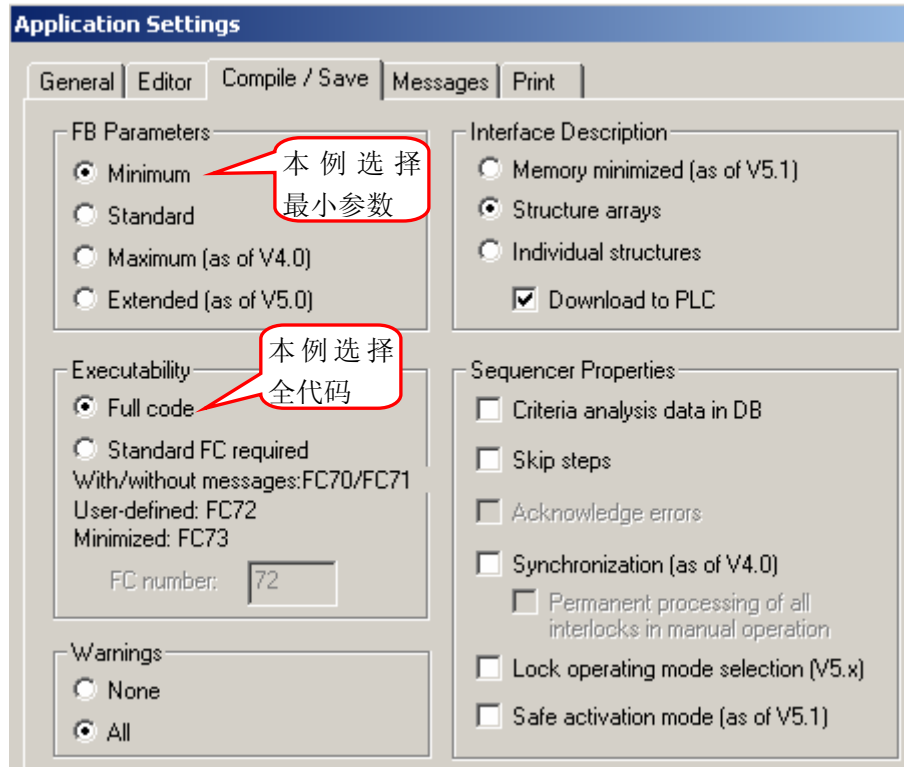 Application Settings
General Editor Compile / Save Messages Print
FB Parameters
Minimum
Standard
Maximum (as of V4.0)
Extended (as of V5.0)
本例选择
最小参数
Interface Description
Memory minimized (as of V5.1)
Structure arrays
Individual structures
Download to PLC
Executability
Full code
Standard FC required
With/without messages:FC70/FC71
User-defined: FC72
Minimized: FC73
FC number: 72
本例选择
全代码
Sequencer Properties
Criteria analysis data in DB
Skip steps
Acknowledge errors
Synchronization (as of V4.0)
Permanent processing of all
interlocks in manual operation
Lock operating mode selection (V5.x)
Safe activation mode (as of V5.1)
Warnings
None
All